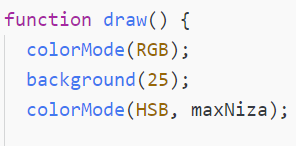 function draw() {
  colorMode(RGB);
  background(25);
  colorMode(HSB, maxNiza);